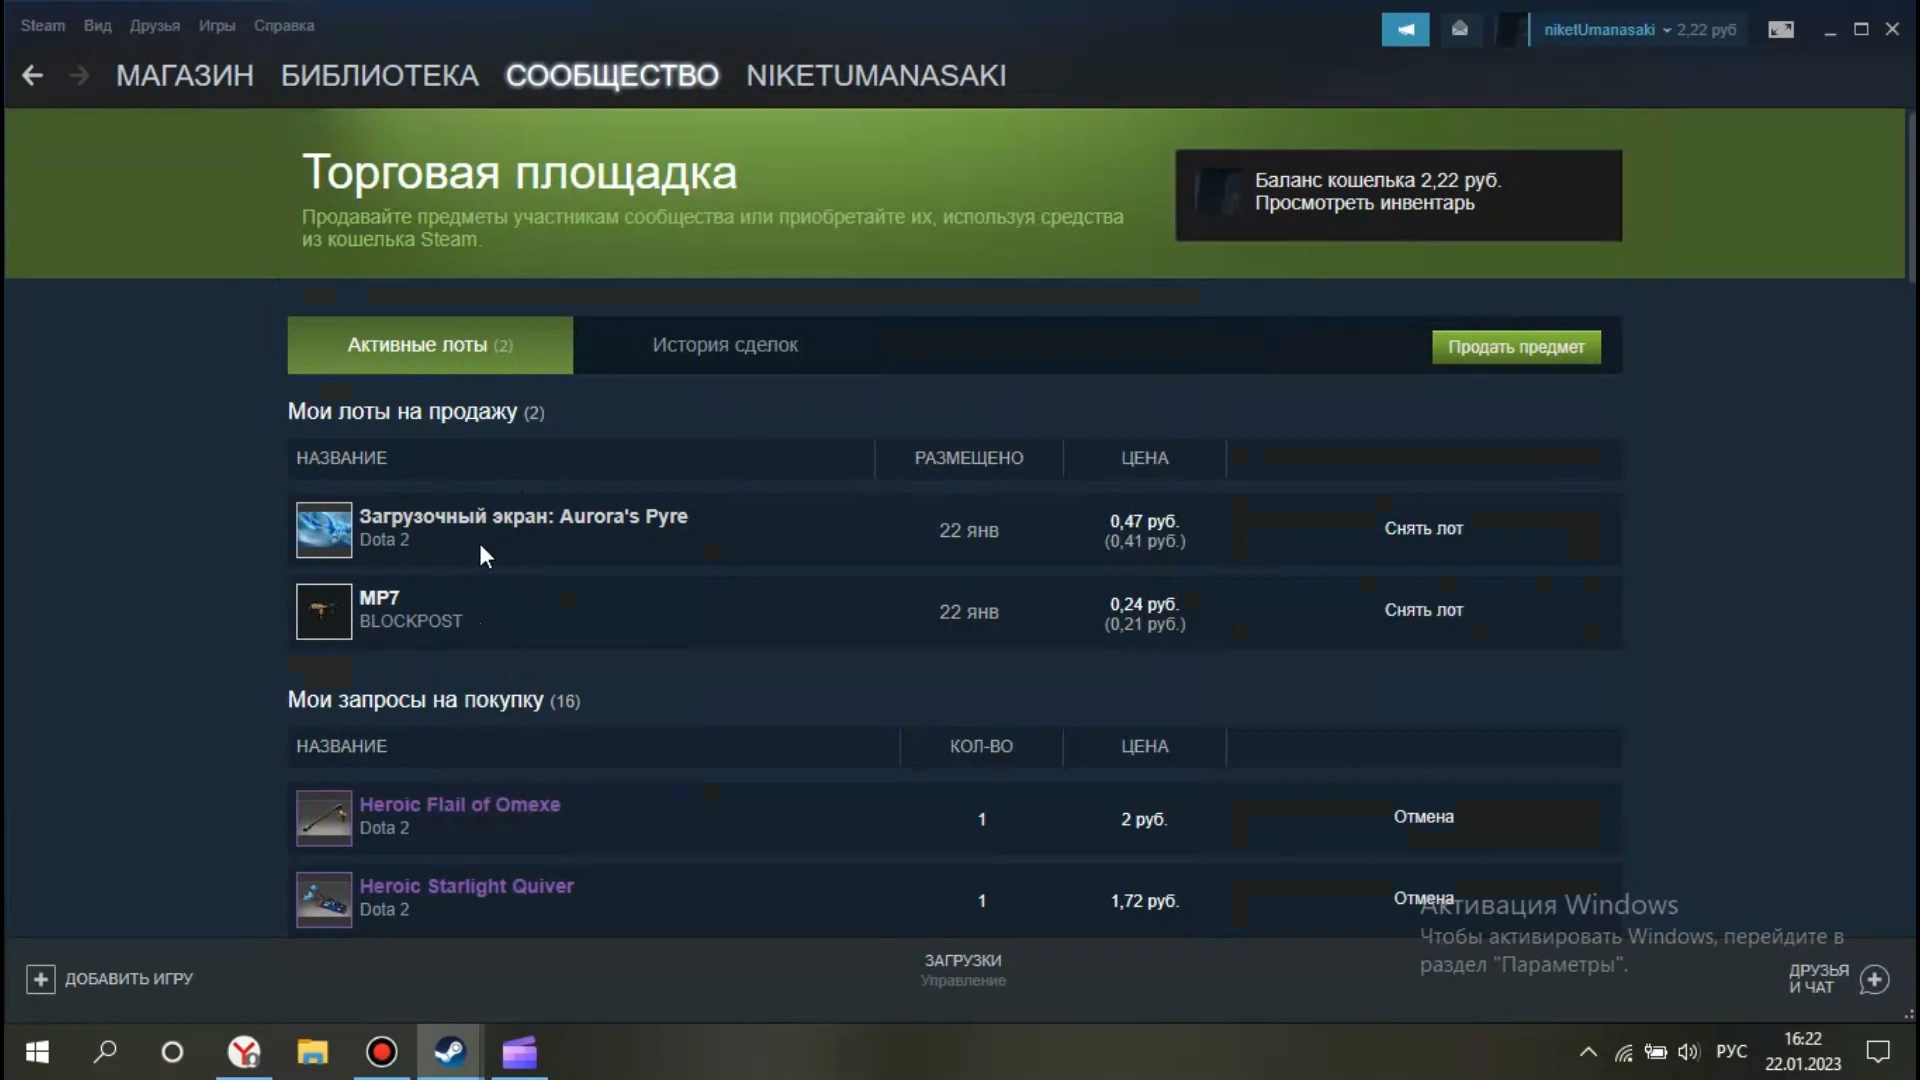 Steam Вид Друзья Игры Справка
niketUmanasaki 2,22 руб
МАГАЗИН БИБЛИОТЕКА СООБЩЕСТВО NIKETUMANASAKI
Торговая площадка
Продавайте предметы участникам сообщества или приобретайте их, используя средства
из кошелька Steam.
Баланс кошелька 2,22 руб.
Просмотреть инвентарь
Активные лоты (2)
История сделок
Продать предмет
Мои лоты на продажу (2)
НАЗВАНИЕ РАЗМЕЩЕНО ЦЕНА
Загрузочный экран: Aurora's Pyre
Dota 2
22 янв
0,47 руб.
(0,41 руб.)
Снять лот
MP7
BLOCKPOST
22 янв
0,24 руб.
(0,21 руб.)
Снять лот
Мои запросы на покупку (16)
НАЗВАНИЕ КОЛ-ВО ЦЕНА
Heroic Flail of Omexe
Dota 2
1
2 руб.
Отмена
Heroic Starlight Quiver
Dota 2
1
1,72 руб.
Отмена
Активация Windows
Чтобы активировать Windows, перейдите в
раздел "Параметры".
ДОБАВИТЬ ИГРУ
ЗАГРУЗКИ
Управление
ДРУЗЬЯ
И ЧАТ
РУС
16:22
22.01.2023